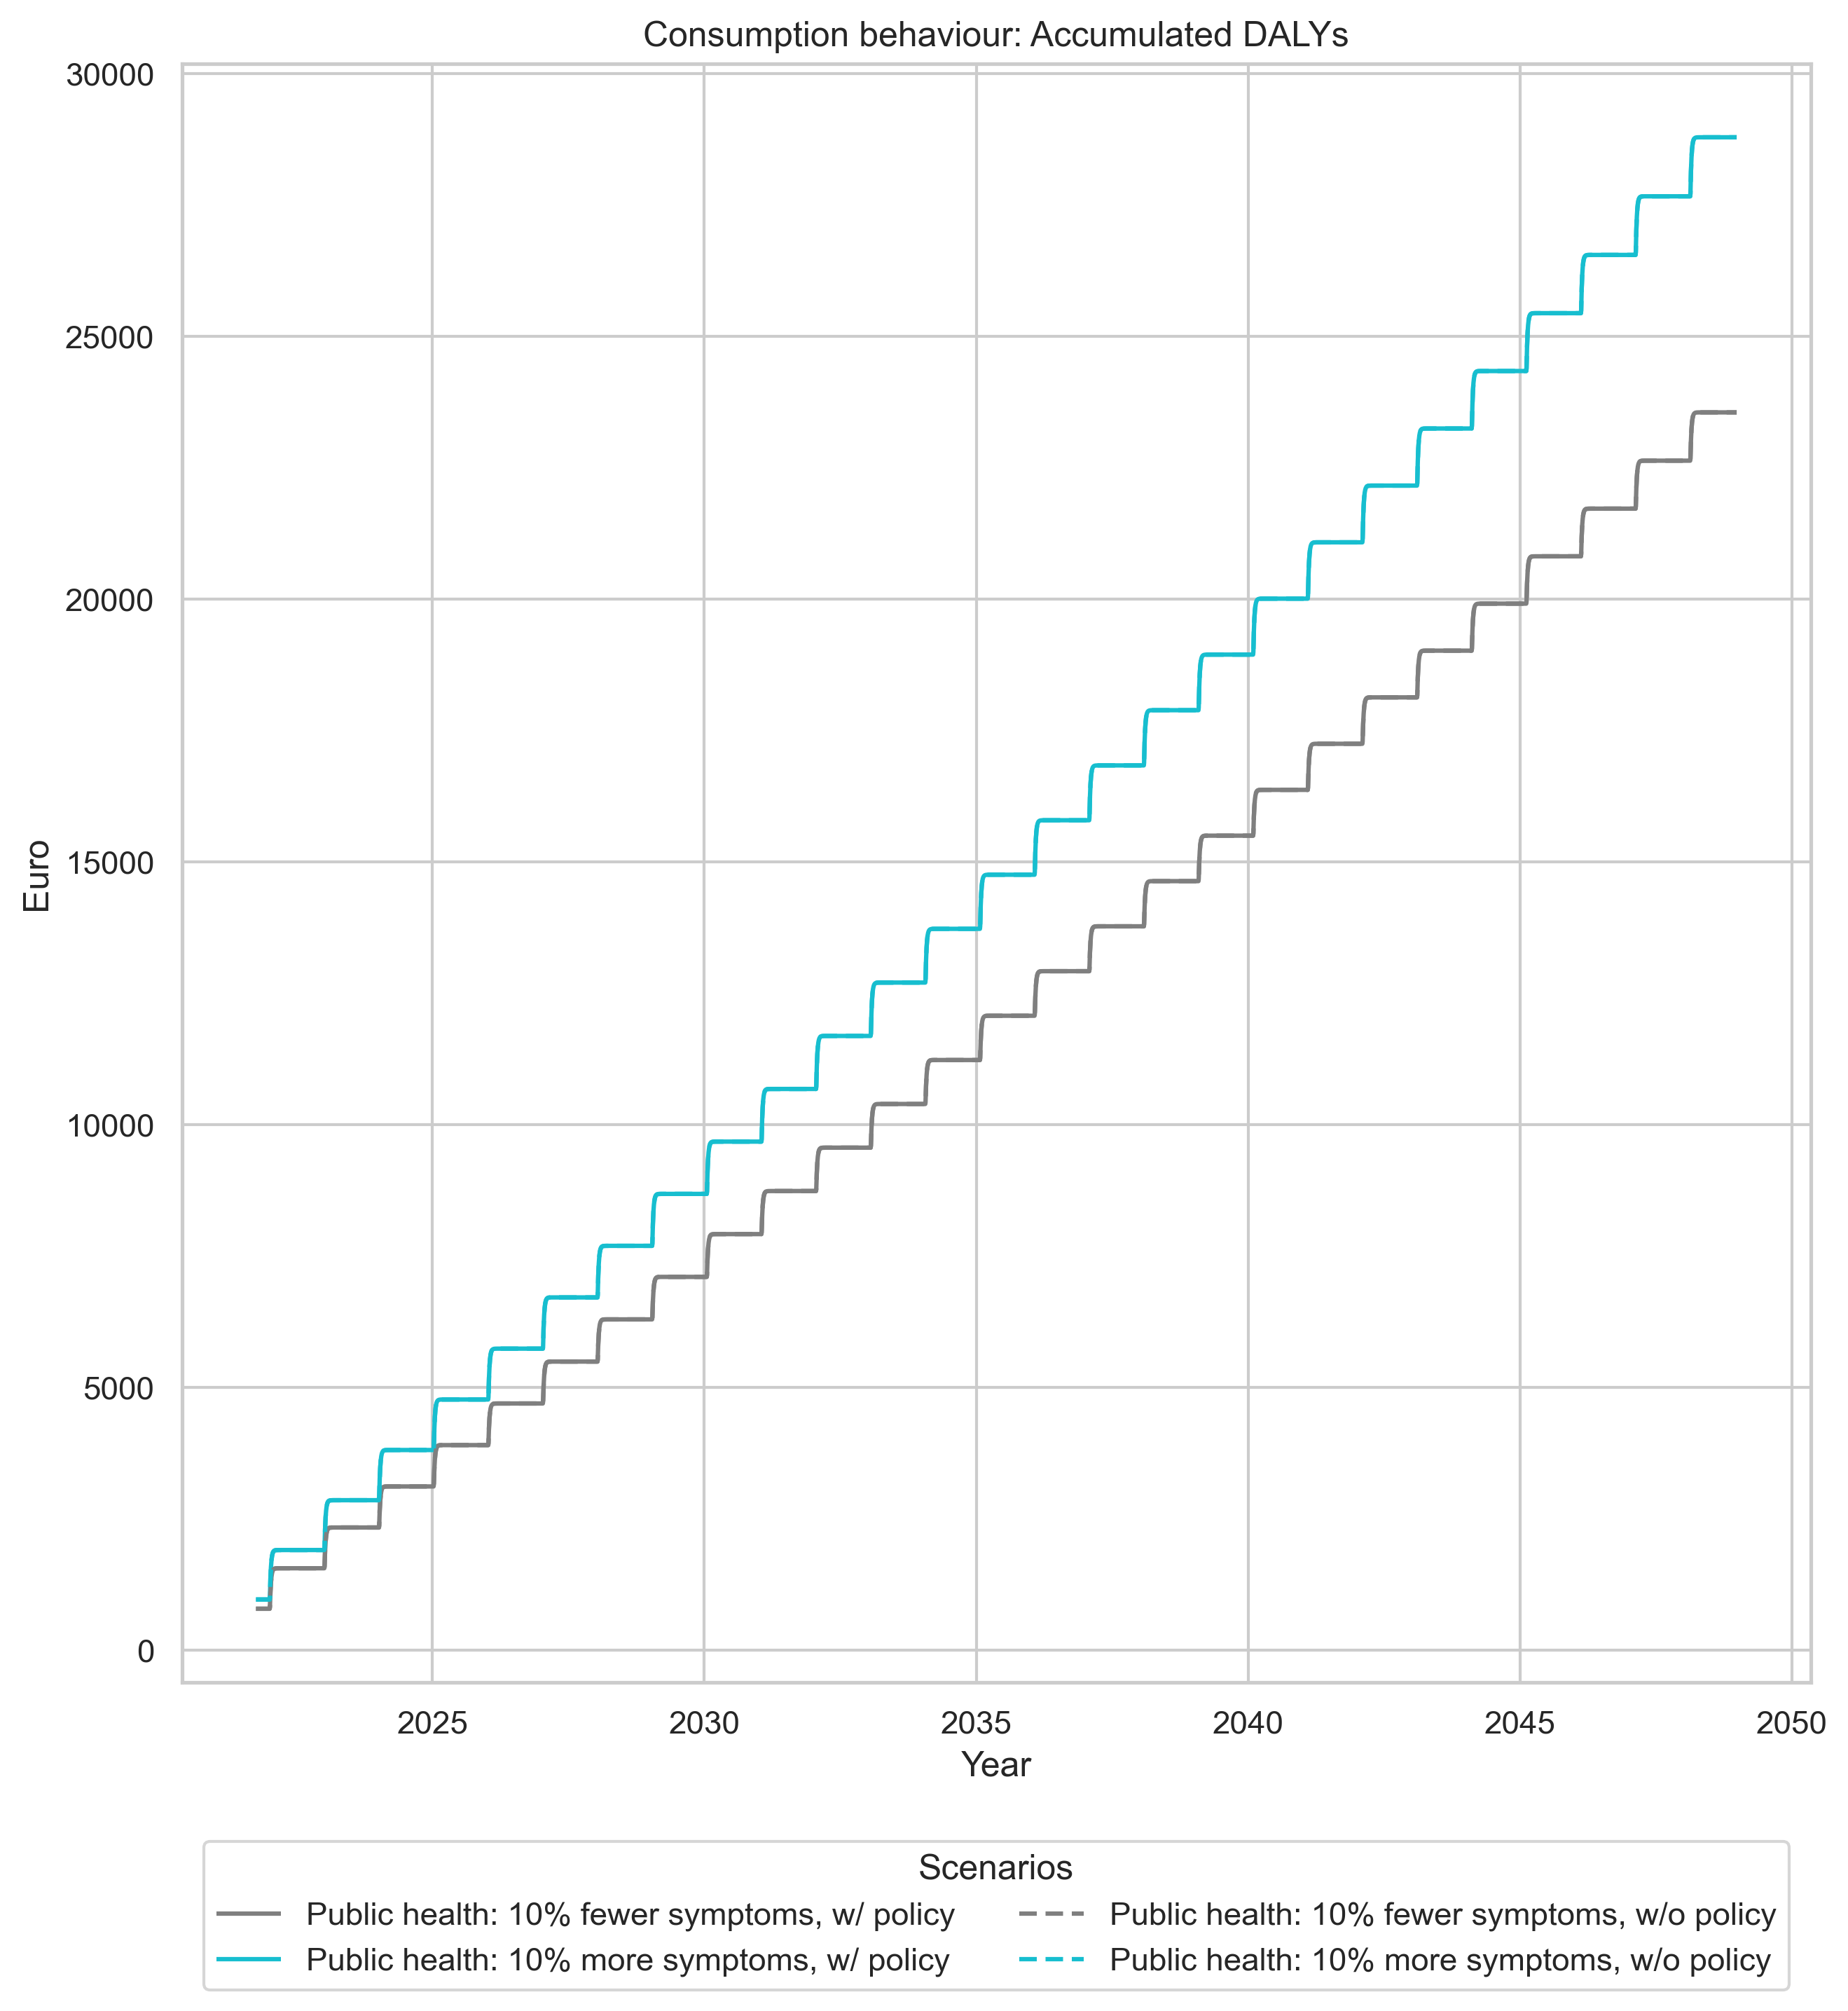 Consumption behaviour: Accumulated DALYs
30000
25000
20000
15000
10000
5000
0
Euro
2025 2030 2035 2040 2045 2050
Year
Scenarios
Public health: 10% fewer symptoms, w/ policy
Public health: 10% more symptoms, w/ policy
Public health: 10% fewer symptoms, w/o policy
Public health: 10% more symptoms, w/o policy